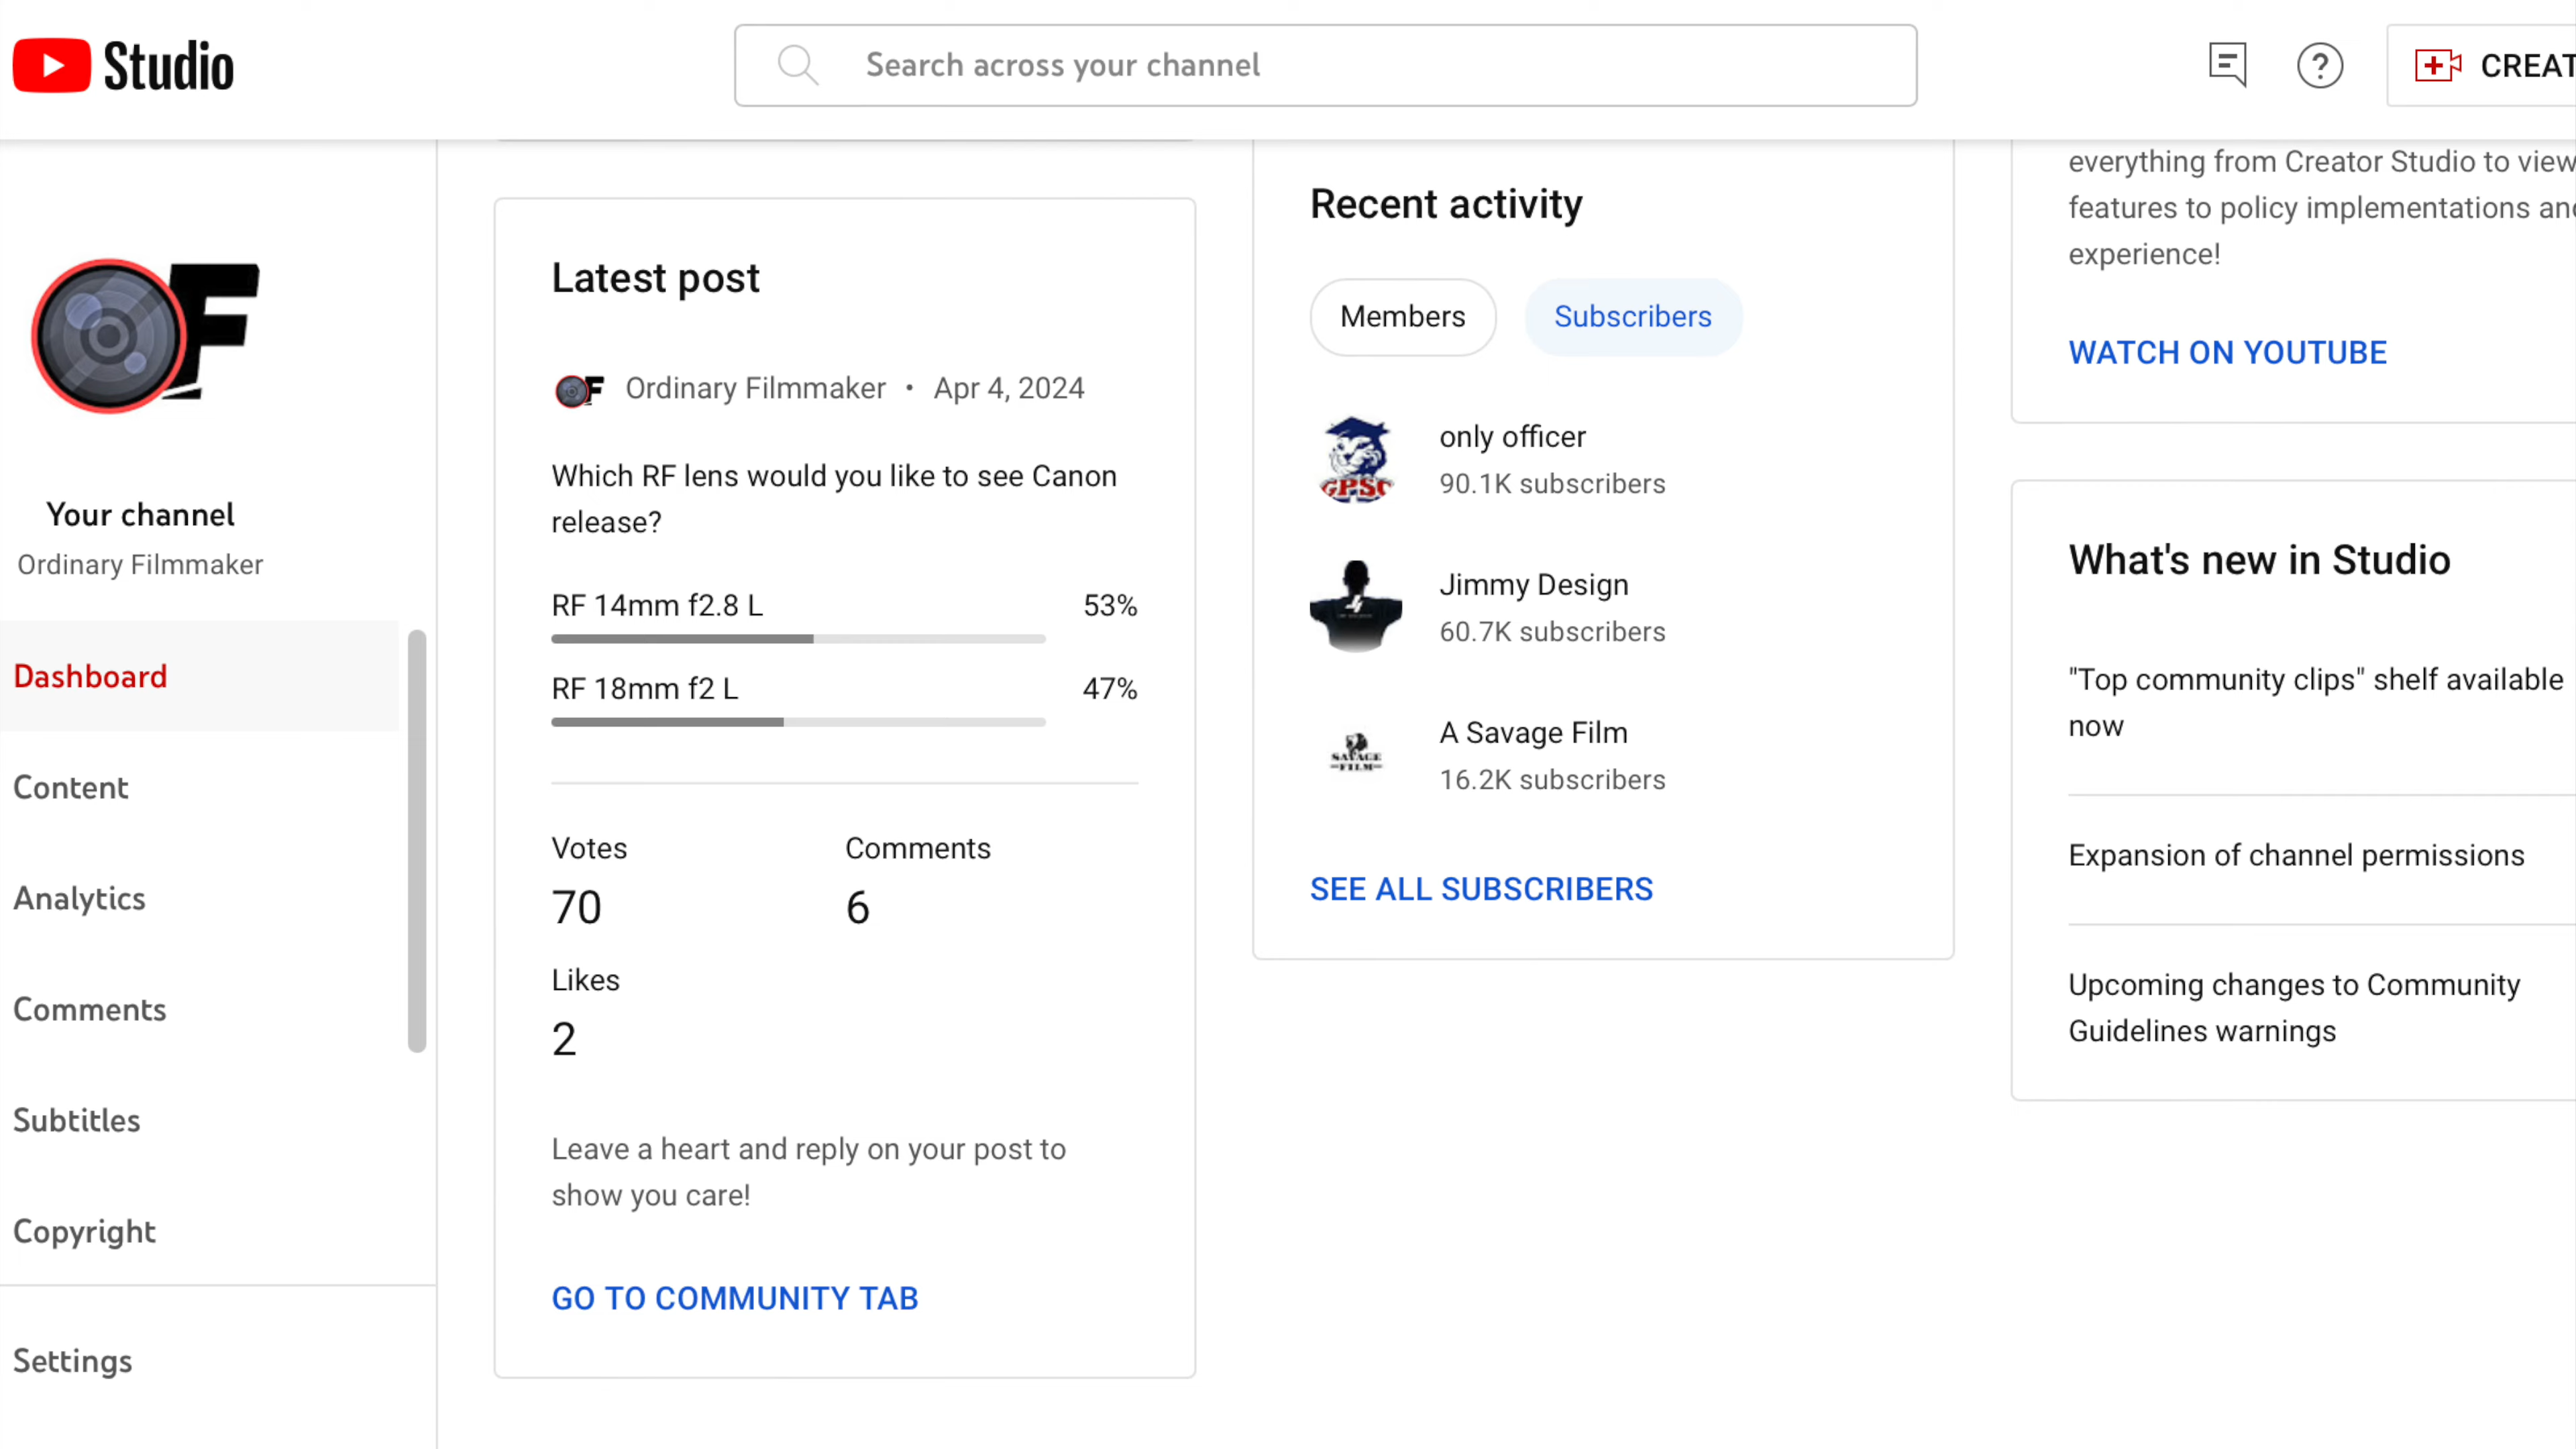 Studio
Search across your channel
CREAT
Your channel
Ordinary Filmmaker
Dashboard
Content
Analytics
Comments
Subtitles
Copyright
Settings
Latest post
Ordinary Filmmaker • Apr 4, 2024
Which RF lens would you like to see Canon
release?
RF 14mm f2.8 L 53%
RF 18mm f2 L 47%
Votes Comments
70 6
Likes
2
Leave a heart and reply on your post to
show you care!
GO TO COMMUNITY TAB
Recent activity
Members Subscribers
GPSC
only officer
90.1K subscribers
Jimmy Design
60.7K subscribers
SAVAGE
FILM
A Savage Film
16.2K subscribers
SEE ALL SUBSCRIBERS
everything from Creator Studio to view
features to policy implementations an
experience!
WATCH ON YOUTUBE
What's new in Studio
"Top community clips" shelf available
now
Expansion of channel permissions
Upcoming changes to Community
Guidelines warnings